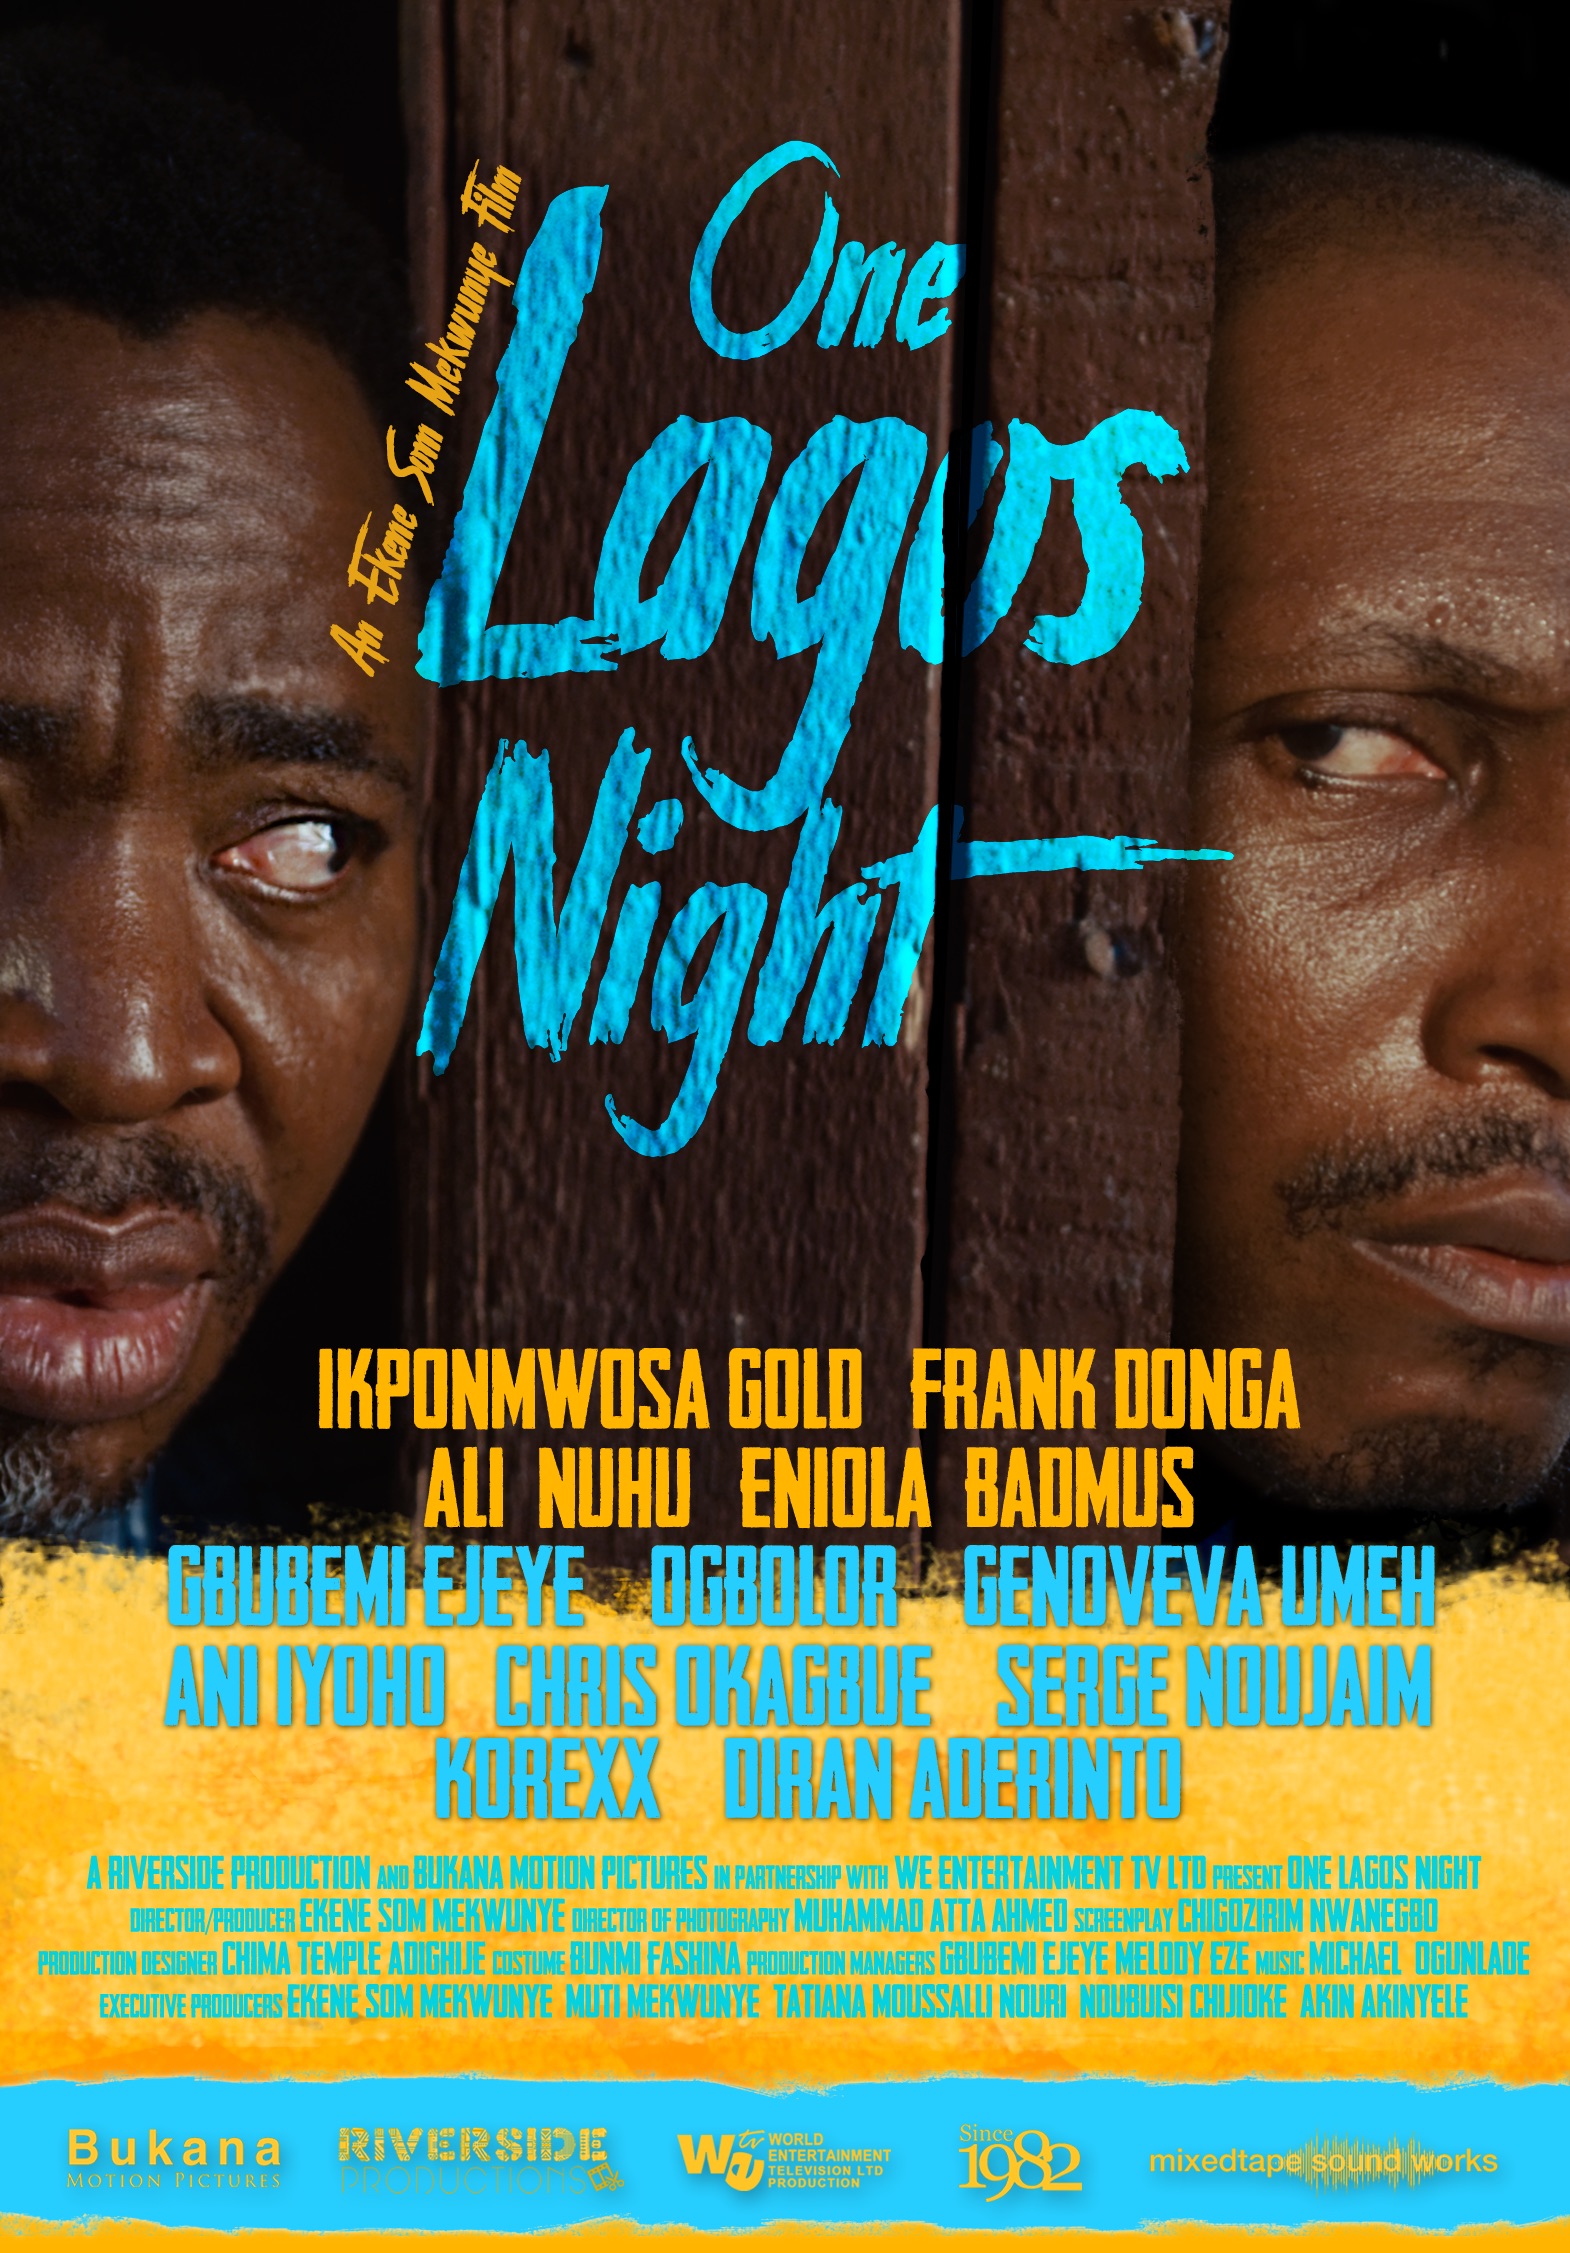 An Ekene Som Mekwunye Film
One
Lagos
Night
IKPONMWOSA GOLD FRANK DONGA
ALI NUHU ENIOLA BADMUS
GBUBEMI EJEYE OGBOLOR GENOVEVA UMEH
ANI IYOHO CHRIS OKAGBUE SERGE NOUJAIM
KOREXX DIRAN ADERINTO
A RIVERSIDE PRODUCTION AND BUKANA MOTION PICTURES IN PARTNERSHIP WITH WE ENTERTAINMENT TV LTD PRESENT ONE LAGOS NIGHT
DIRECTOR/PRODUCER EKENE SOM MEKWUNYE DIRECTOR OF PHOTOGRAPHY MUHAMMAD ATTA AHMED SCREENPLAY CHIGOZIRIM NWANEGBO
PRODUCTION DESIGNER CHIMA TEMPLE ADIGHIJE COSTUME BUNMI FASHINA PRODUCTION MANAGERS GBUBEMI EJEYE MELODY EZE MUSIC MICHAEL OGUNLADE
EXECUTIVE PRODUCERS EKENE SOM MEKWUNYE MUTI MEKWUNYE TATIANA MOUSSALLI NOURI NDUBUISI CHIJIOKE AKIN AKINYELE
Bukana
MOTION PICTURES
RIVERSIDE
PRODUCTIONS
We tv
WORLD
ENTERTAINMENT
TELEVISION LTD
PRODUCTION
Since
1982
mixedtape sound works